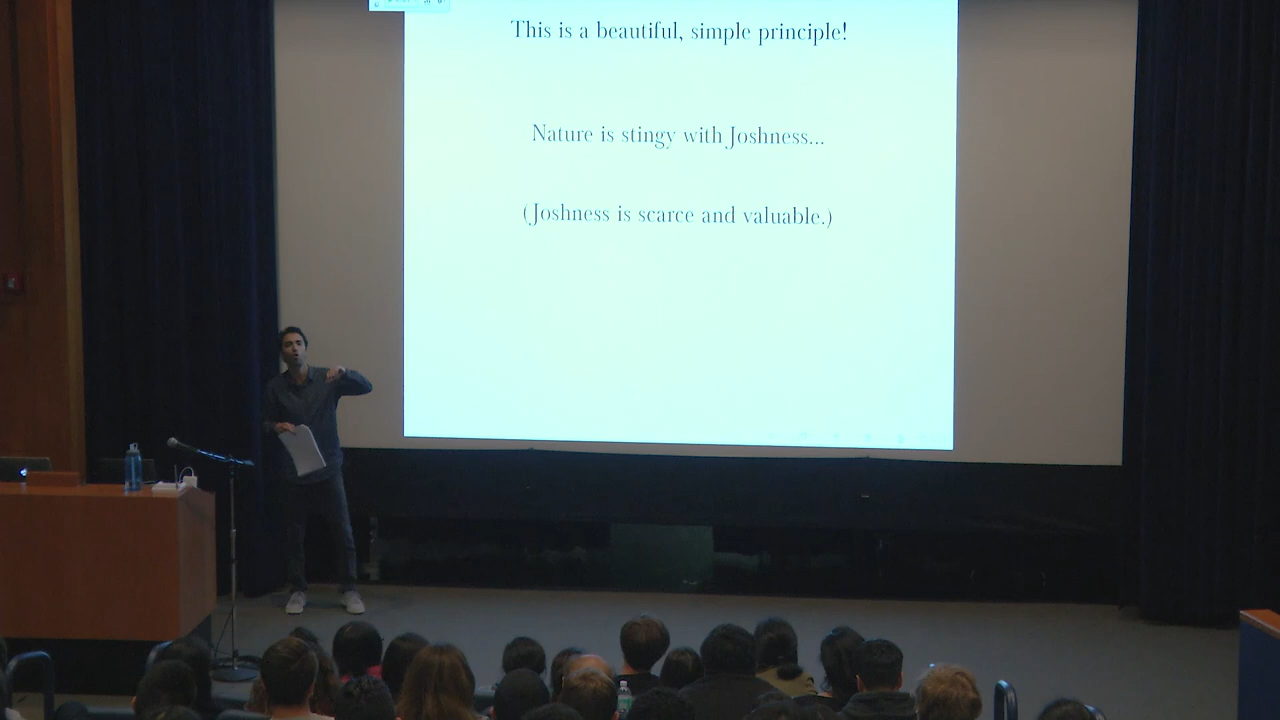 This is a beautiful, simple principle!
Nature is stingy with Joshness...
(Joshness is scarce and valuable.)